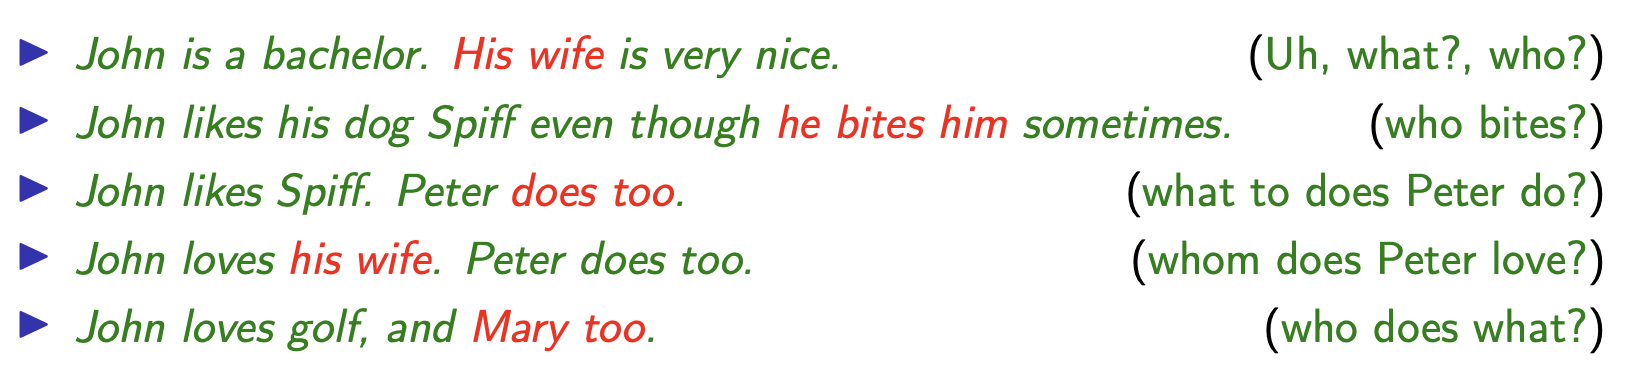 ▶ John is a bachelor. His wife is very nice. (Uh, what?, who?)
▶ John likes his dog Spiff even though he bites him sometimes. (who bites?)
▶ John likes Spiff. Peter does too. (what to does Peter do?)
▶ John loves his wife. Peter does too. (whom does Peter love?)
▶ John loves golf, and Mary too. (who does what?)